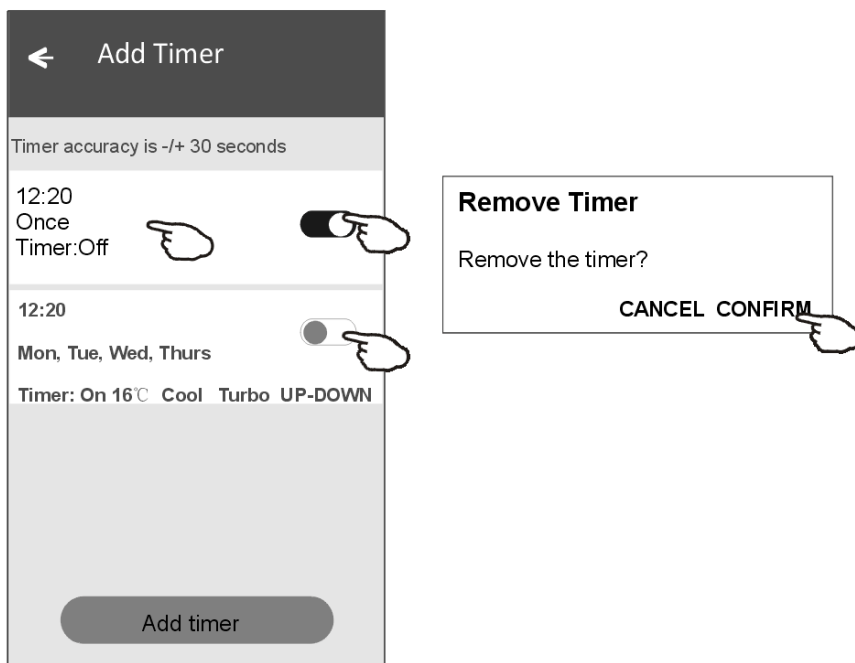 Add Timer
Timer accuracy is -/+ 30 seconds
12:20
Once
Timer:Off
12:20
Mon, Tue, Wed, Thurs
Timer: On 16℃ Cool Turbo UP-DOWN
Add timer
Remove Timer
Remove the timer?
CANCEL CONFIRM